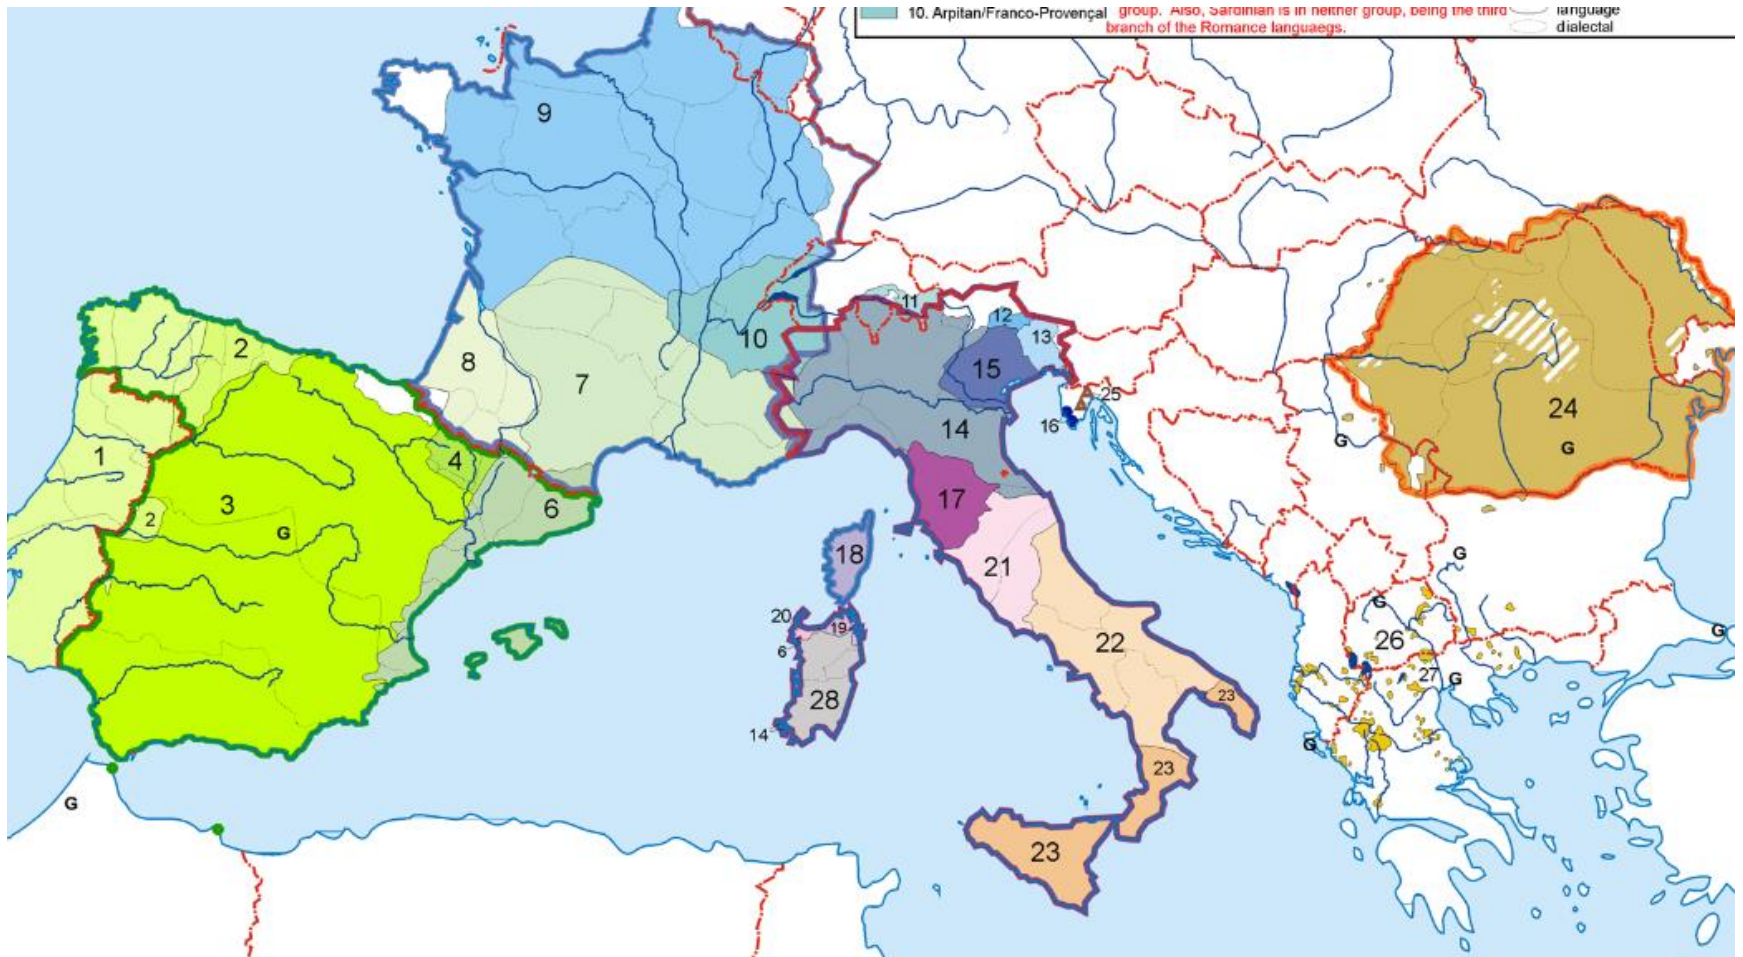 10. Arpitan/Franco-Provençal
group. Also, Sardinian is in neither group, being the third
branch of the Romance languaegs.
language
dialectal
9
11
12
13
10
15
2
8
7
25
16
24
14
G
1
4
G
3
17
2
6
G
18
21
G
G
20
19
26
G
6
22
27
G
28
23
14
G
23
G
23